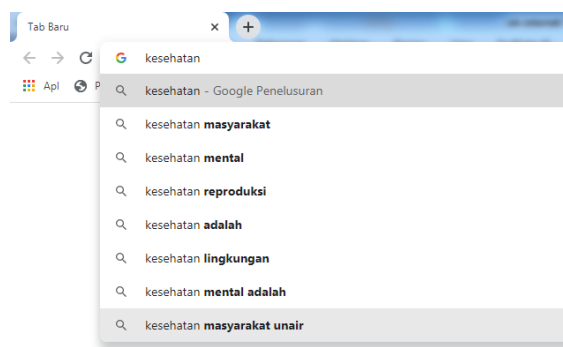 Tab Baru
kesehatan
Apl
kesehatan - Google Penelusuran
kesehatan masyarakat
kesehatan mental
kesehatan reproduksi
kesehatan adalah
kesehatan lingkungan
kesehatan mental adalah
kesehatan masyarakat unair